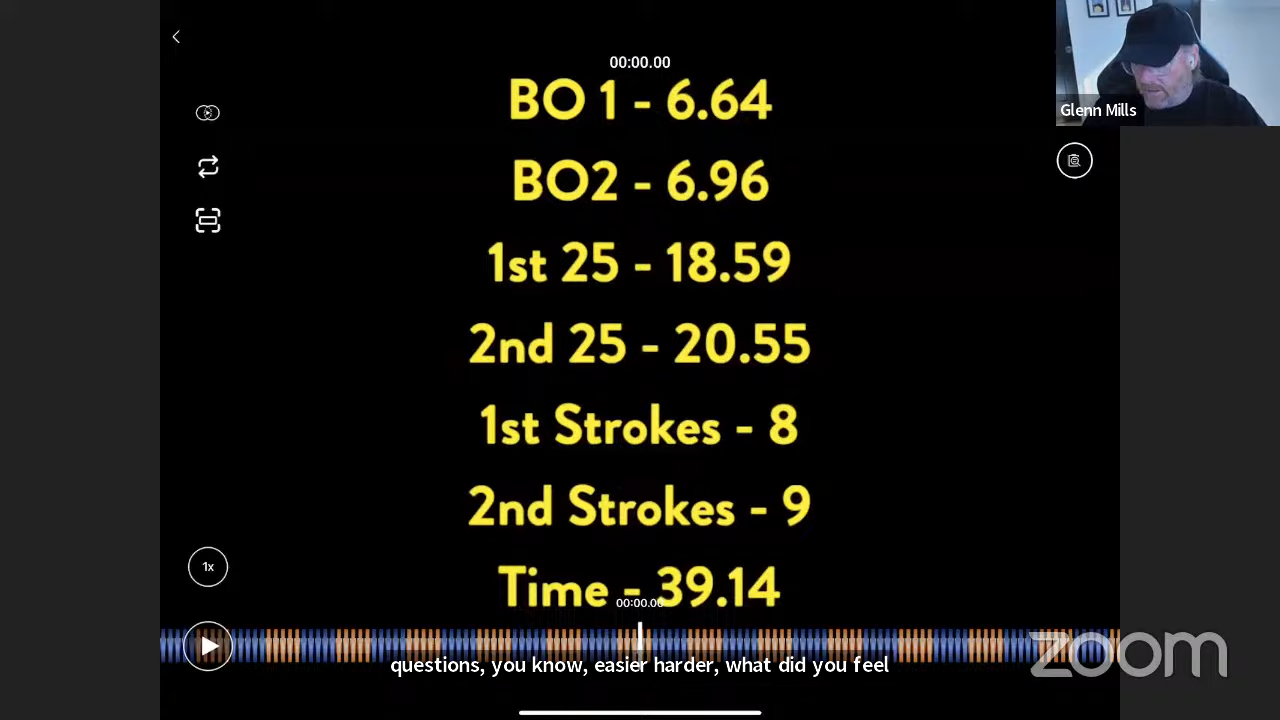 00:00.00
BO 1 - 6.64
Glenn Mills
BO2 - 6.96
1st 25 - 18.59
2nd 25 - 20.55
1st Strokes - 8
2nd Strokes - 9
1x
Time - 39.14
00:00.00
questions, you know, easier harder, what did you feel
zoom